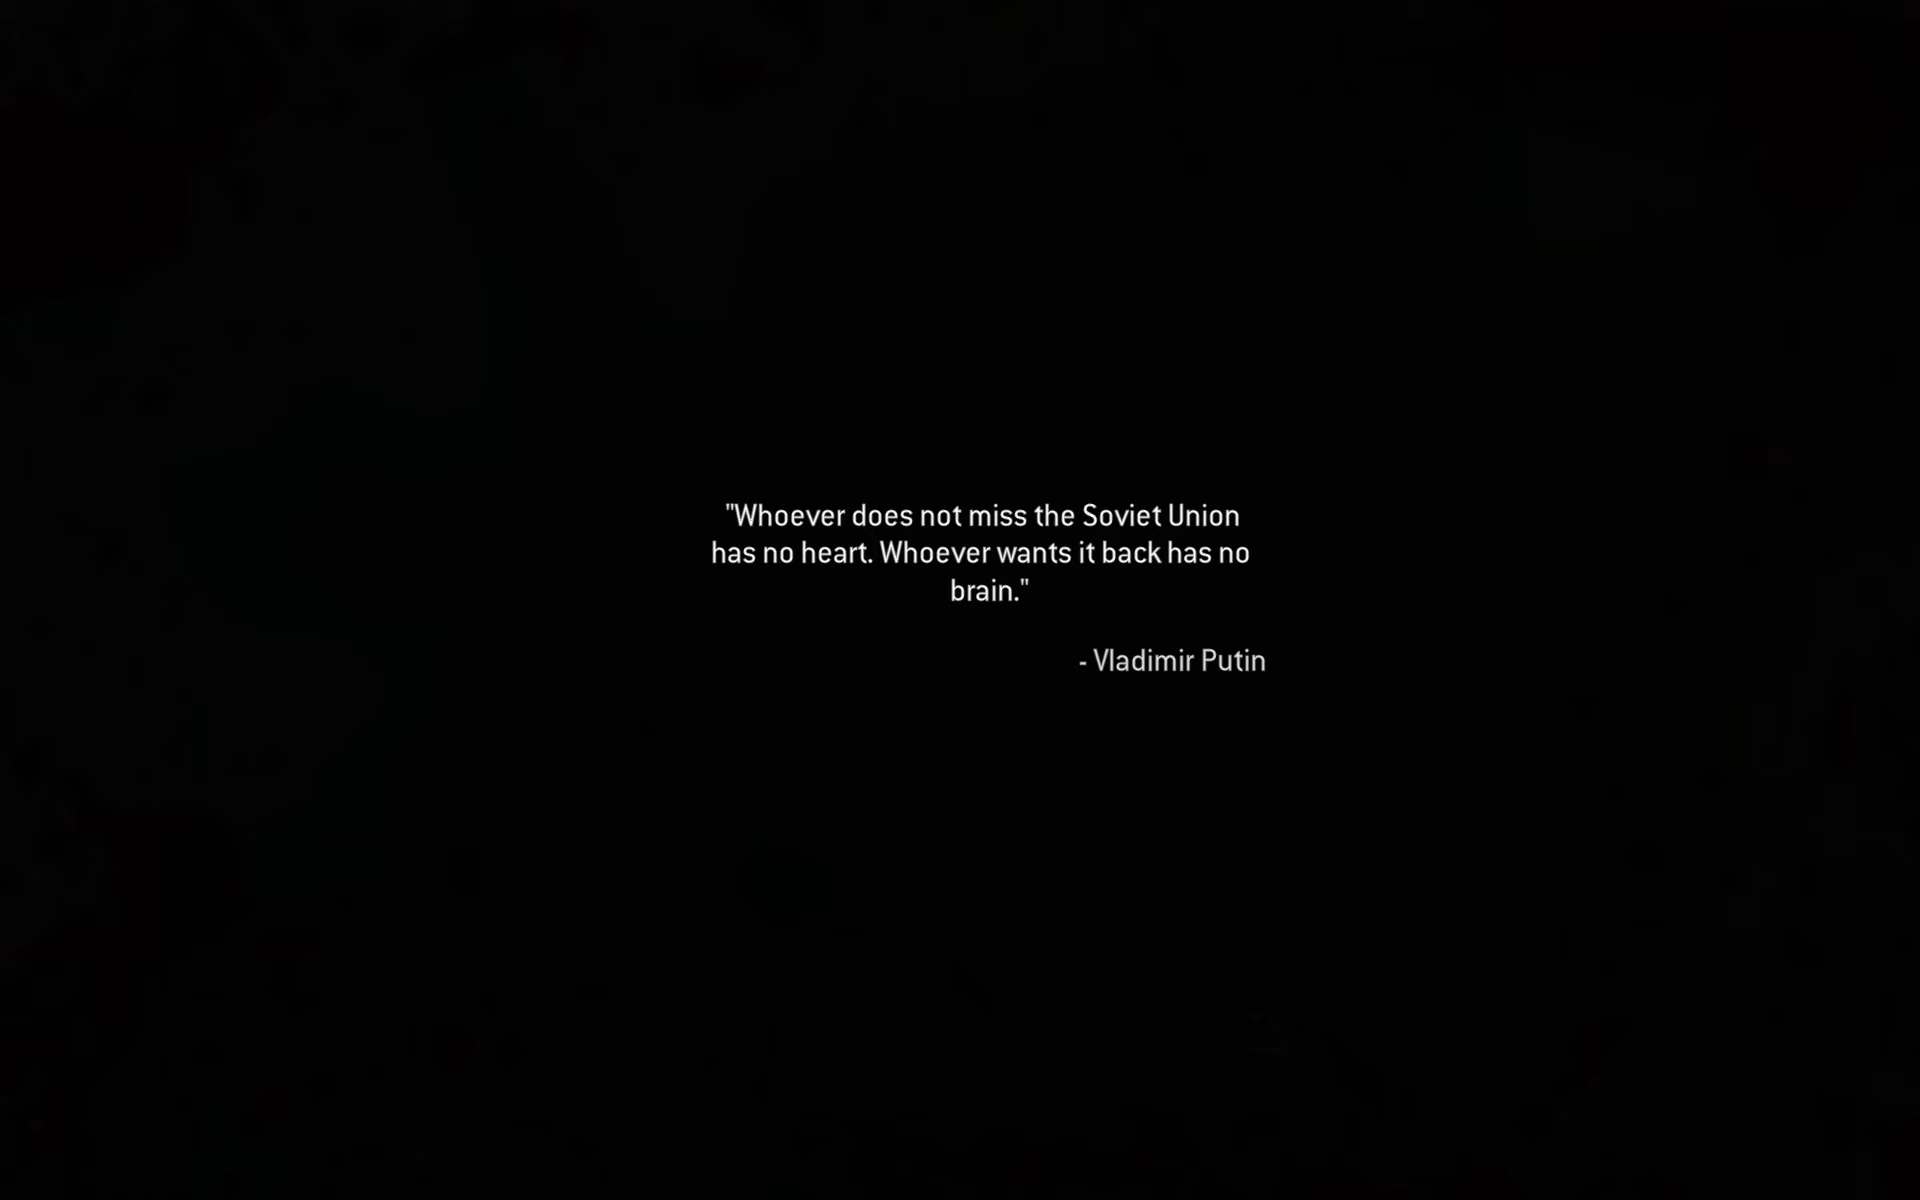 "Whoever does not miss the Soviet Union
has no heart. Whoever wants it back has no
brain."
- Vladimir Putin